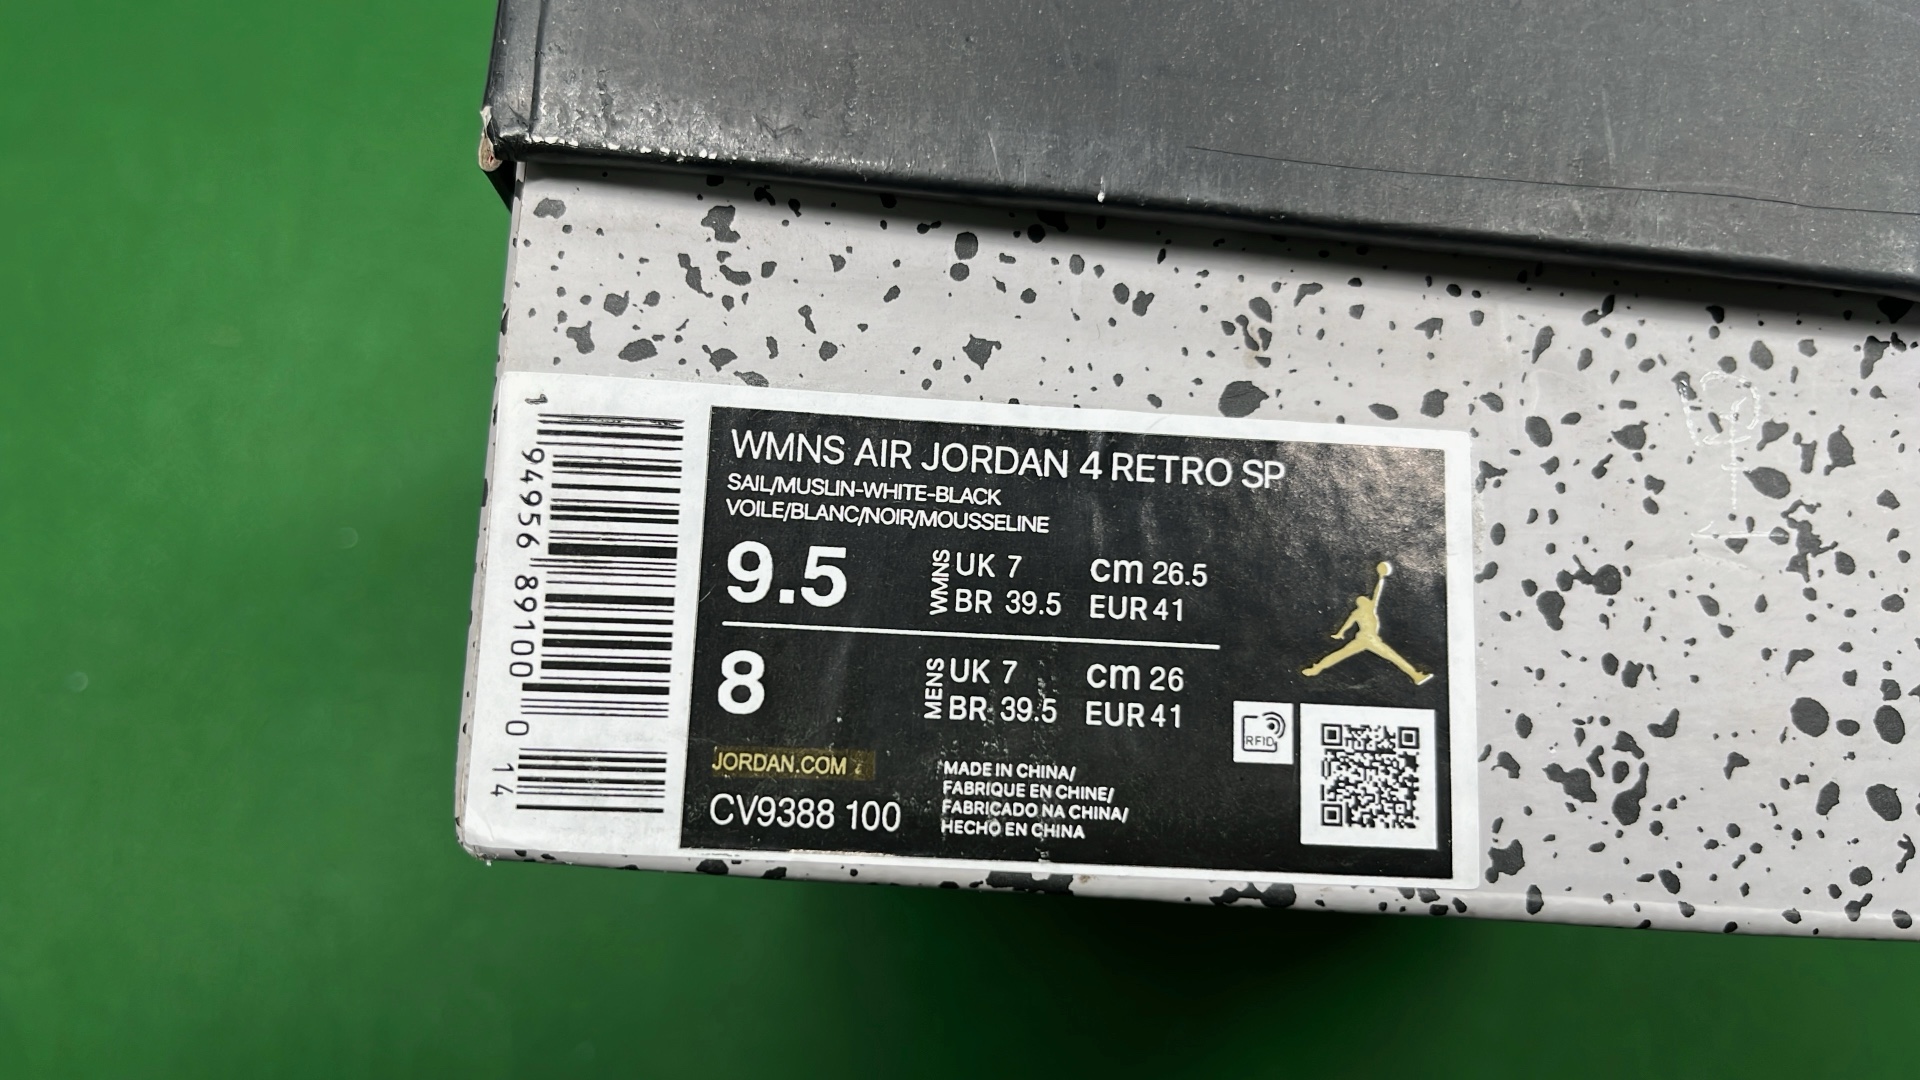 WMNS AIR JORDAN 4 RETRO SP
SAIL/MUSLIN-WHITE-BLACK
VOILE/BLANC/NOIR/MOUSSELINE
9.5 WMNS UK 7 cm 26.5
BR 39.5 EUR 41
8 MENS UK 7 cm 26
BR 39.5 EUR 41
JORDAN.COM
CV9388 100
MADE IN CHINA/
FABRIQUE EN CHINE/
FABRICADO NA CHINA/
HECHO EN CHINA
RFID
1 94956 89100 0 14